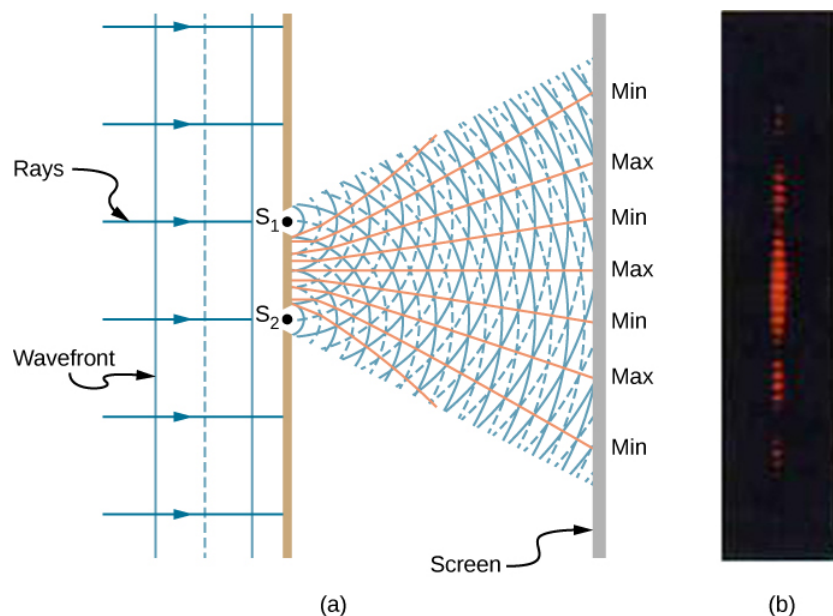 Min
Max
Rays
Min
S1
Max
S2
Min
Wavefront
Max
Min
Screen
(a)
(b)